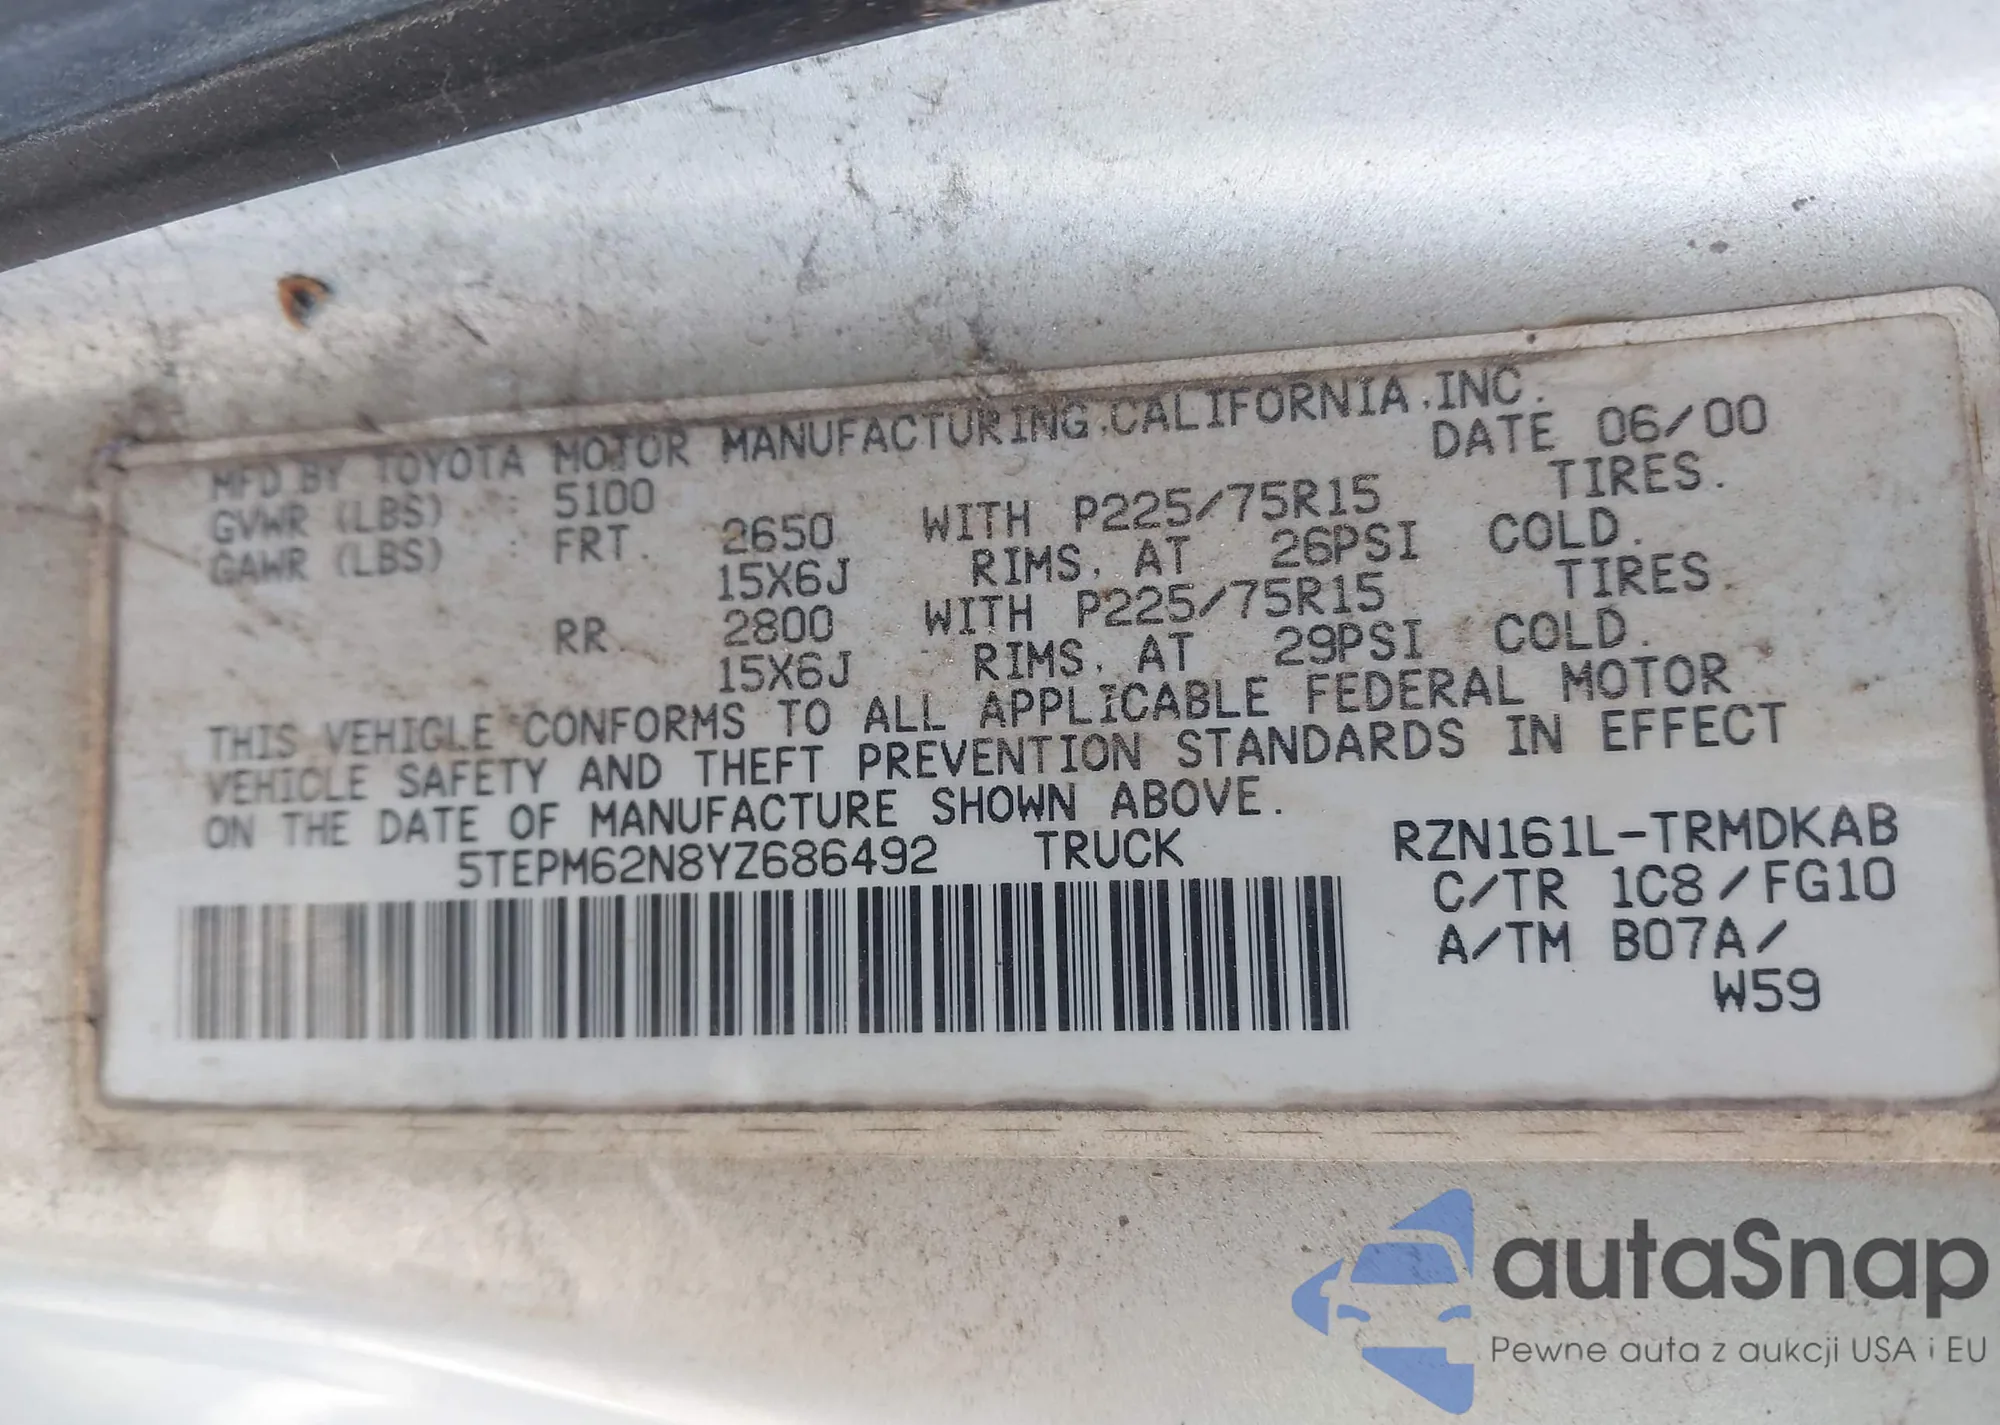 MFD.BY TOYOTA MOTOR MANUFACTURING,CALIFORNIA,INC.
DATE 06/00
GVWR (LBS) : 5100
GAWR (LBS) : FRT. 2650 WITH P225/75R15 TIRES.
15X6J RIMS, AT 26PSI COLD.
RR. 2800 WITH P225/75R15 TIRES.
15X6J RIMS, AT 29PSI COLD.
THIS VEHICLE CONFORMS TO ALL APPLICABLE FEDERAL MOTOR
VEHICLE SAFETY AND THEFT PREVENTION STANDARDS IN EFFECT
ON THE DATE OF MANUFACTURE SHOWN ABOVE.
5TEPM62N8YZ686492 TRUCK RZN161L-TRMDKAB
C/TR 1C8/FG10
A/TM B07A/
W59
autaSnap
Pewne auta z aukcji USA i EU